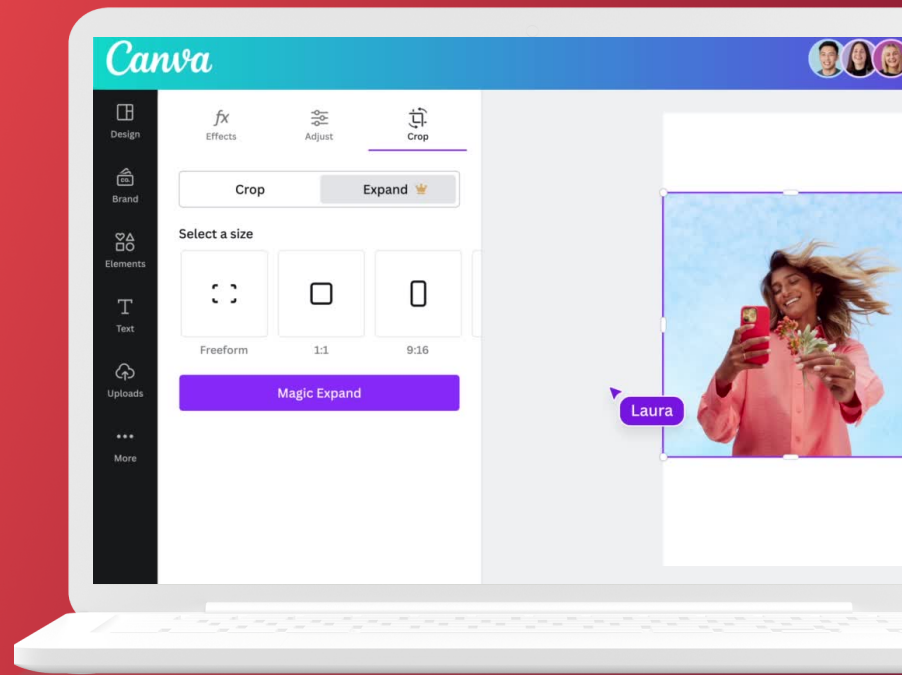 Canva
Design
Brand
CO.
Elements
Text
Uploads
More
fx
Effects
Adjust
Crop
Crop
Expand
Select a size
Freeform
1:1
9:16
Magic Expand
Laura